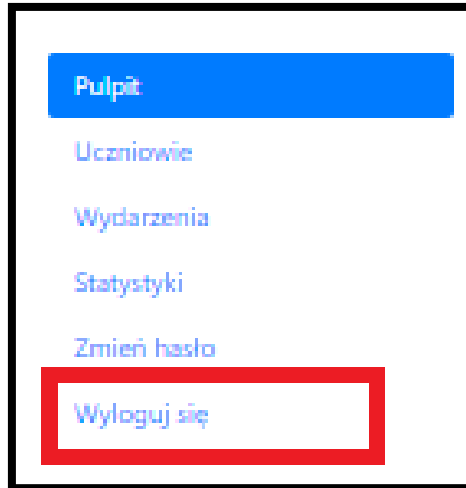 Pulpit
Uczniowie
Wydarzenia
Statystyki
Zmień hasło
Wyloguj się